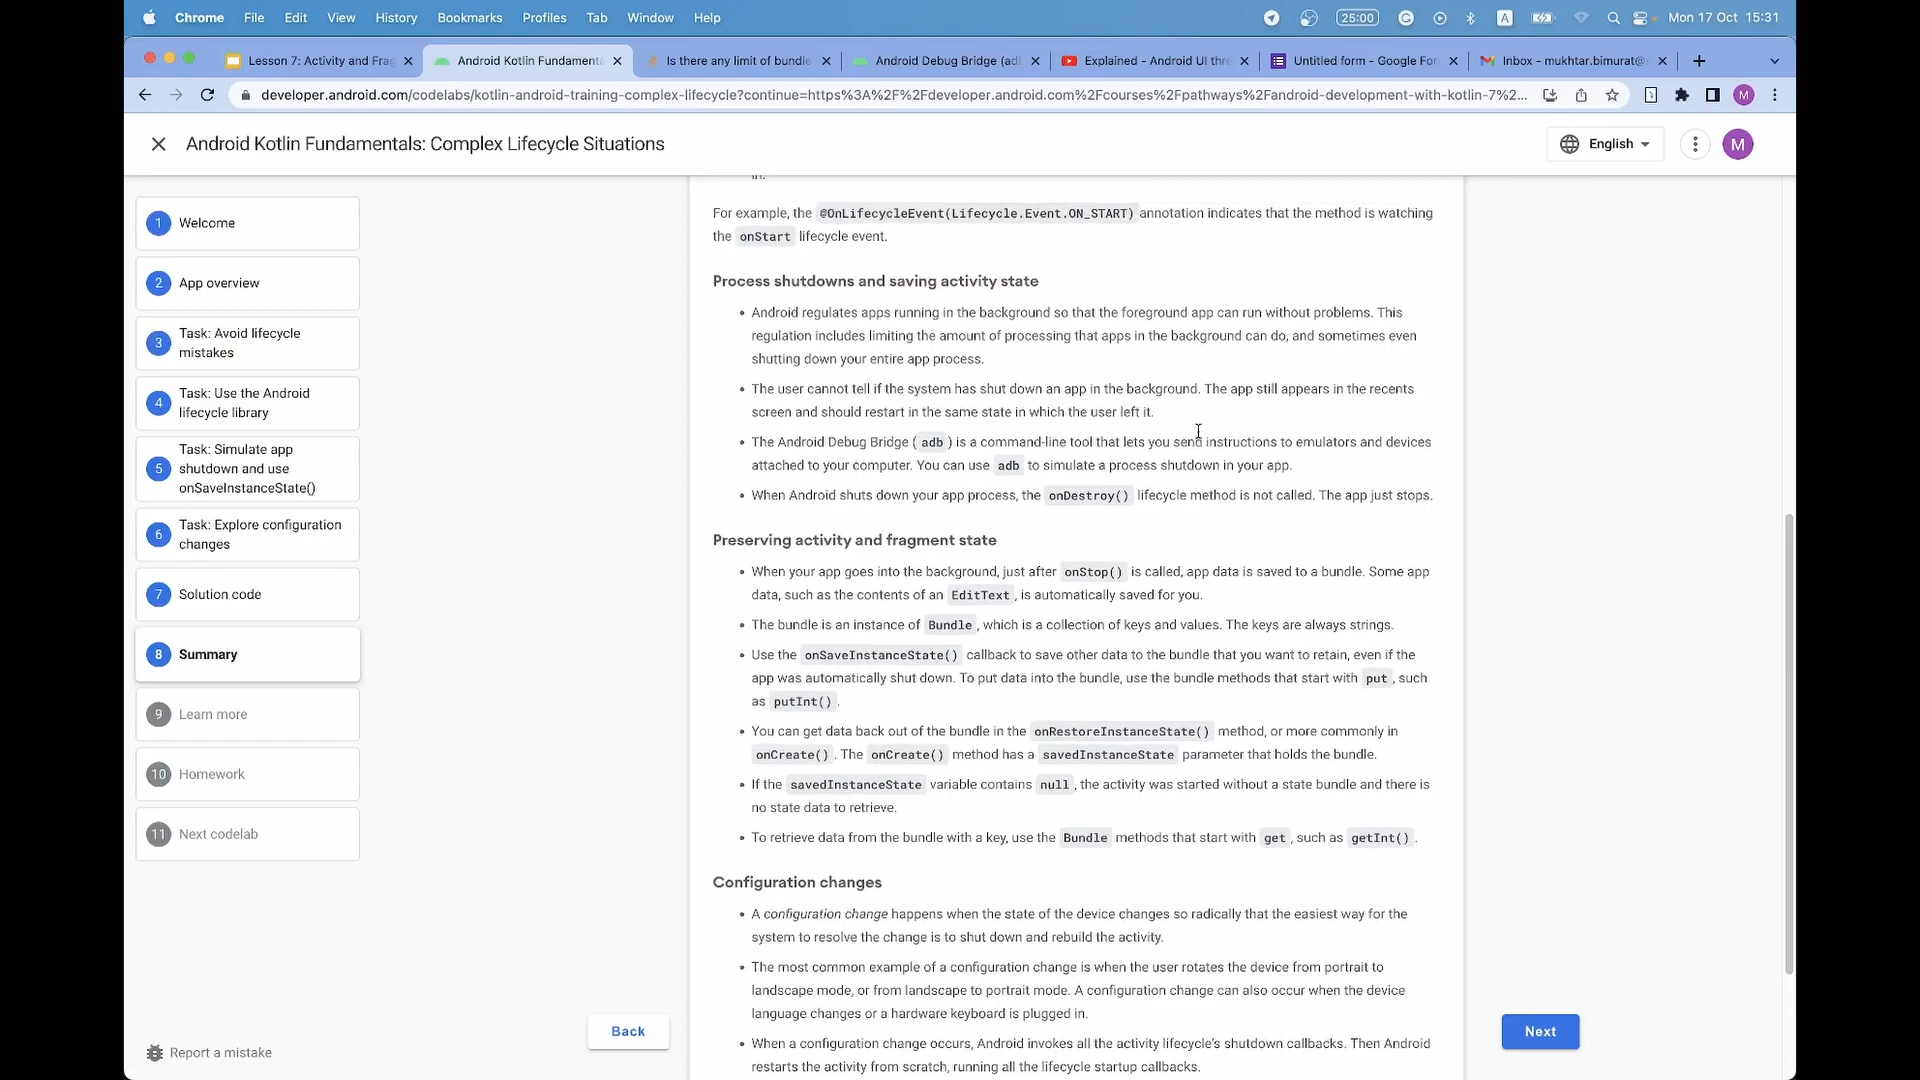 Chrome File Edit View History Bookmarks Profiles Tab Window Help 25:00 A Mon 17 Oct 15:31
Lesson 7: Activity and Frag Android Kotlin Fundamenta Is there any limit of bundle Android Debug Bridge (ad Explained - Android UI thre Untitled form - Google For Inbox - mukhtar.bimurat@
developer.android.com/codelabs/kotlin-android-training-complex-lifecycle?continue=https%3A%2F%2Fdeveloper.android.com%2Fcourses%2Fpathways%2Fandroid-development-with-kotlin-7%2... M
Android Kotlin Fundamentals: Complex Lifecycle Situations English M
1 Welcome
2 App overview
3 Task: Avoid lifecycle
mistakes
4 Task: Use the Android
lifecycle library
5 Task: Simulate app
shutdown and use
onSaveInstanceState()
6 Task: Explore configuration
changes
7 Solution code
8 Summary
9 Learn more
10 Homework
11 Next codelab
Report a mistake
in.
For example, the @OnLifecycleEvent(Lifecycle.Event.ON_START) annotation indicates that the method is watching
the onStart lifecycle event.
Process shutdowns and saving activity state
• Android regulates apps running in the background so that the foreground app can run without problems. This
regulation includes limiting the amount of processing that apps in the background can do, and sometimes even
shutting down your entire app process.
• The user cannot tell if the system has shut down an app in the background. The app still appears in the recents
screen and should restart in the same state in which the user left it.
• The Android Debug Bridge ( adb ) is a command-line tool that lets you send instructions to emulators and devices
attached to your computer. You can use adb to simulate a process shutdown in your app.
• When Android shuts down your app process, the onDestroy() lifecycle method is not called. The app just stops.
Preserving activity and fragment state
• When your app goes into the background, just after onStop() is called, app data is saved to a bundle. Some app
data, such as the contents of an EditText , is automatically saved for you.
• The bundle is an instance of Bundle , which is a collection of keys and values. The keys are always strings.
• Use the onSaveInstanceState() callback to save other data to the bundle that you want to retain, even if the
app was automatically shut down. To put data into the bundle, use the bundle methods that start with put , such
as putInt() .
• You can get data back out of the bundle in the onRestoreInstanceState() method, or more commonly in
onCreate() . The onCreate() method has a savedInstanceState parameter that holds the bundle.
• If the savedInstanceState variable contains null , the activity was started without a state bundle and there is
no state data to retrieve.
• To retrieve data from the bundle with a key, use the Bundle methods that start with get , such as getInt() .
Configuration changes
• A configuration change happens when the state of the device changes so radically that the easiest way for the
system to resolve the change is to shut down and rebuild the activity.
• The most common example of a configuration change is when the user rotates the device from portrait to
landscape mode, or from landscape to portrait mode. A configuration change can also occur when the device
language changes or a hardware keyboard is plugged in.
• When a configuration change occurs, Android invokes all the activity lifecycle's shutdown callbacks. Then Android
restarts the activity from scratch, running all the lifecycle startup callbacks.
Back Next